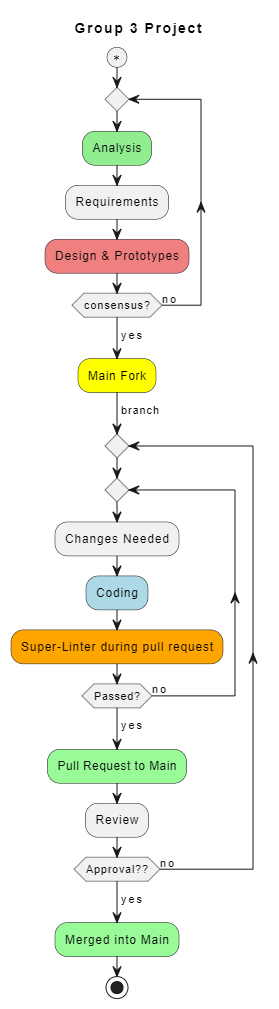 Group 3 Project
*
Analysis
Requirements
Design & Prototypes
consensus?
no
yes
Main Fork
branch
Changes Needed
Coding
Super-Linter during pull request
Passed?
no
yes
Pull Request to Main
Review
Approval??
no
yes
Merged into Main